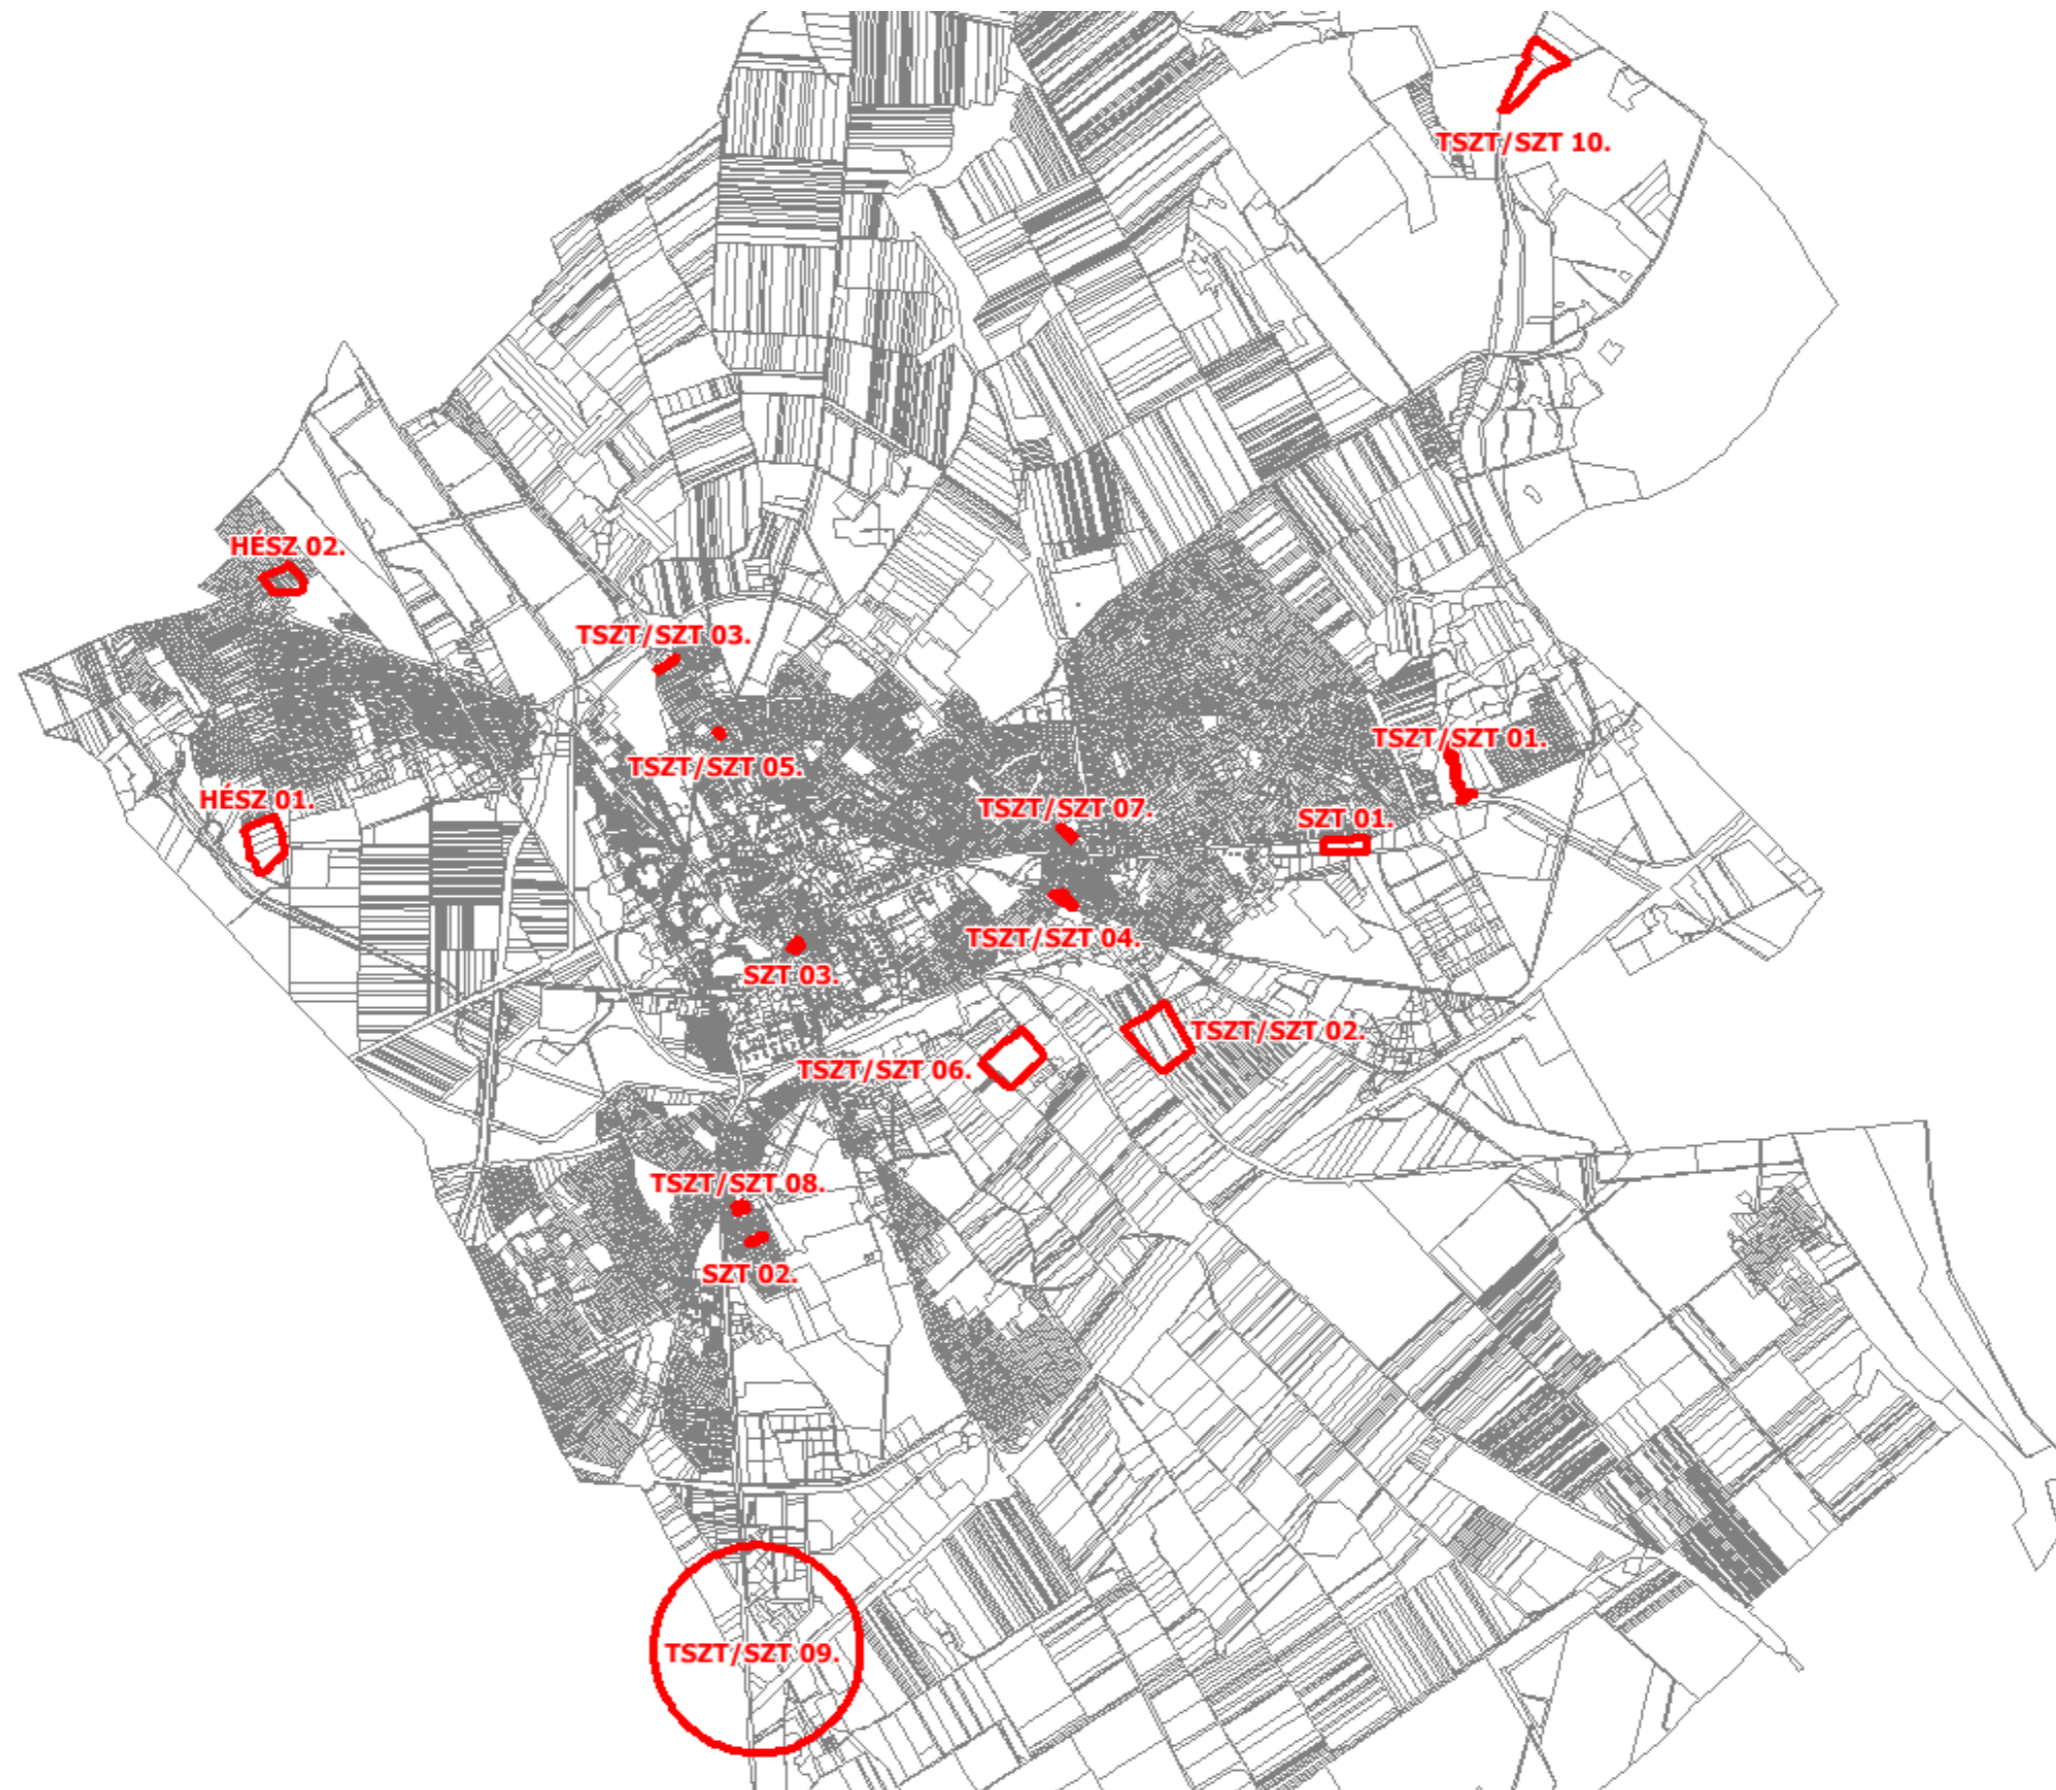 TSZT/SZT 10.
HÉSZ 02.
TSZT/SZT 03.
TSZT/SZT 01.
TSZT/SZT 05.
HÉSZ 01.
TSZT/SZT 07.
SZT 01.
TSZT/SZT 04.
SZT 03.
TSZT/SZT 02.
TSZT/SZT 06.
TSZT/SZT 08.
SZT 02.
TSZT/SZT 09.